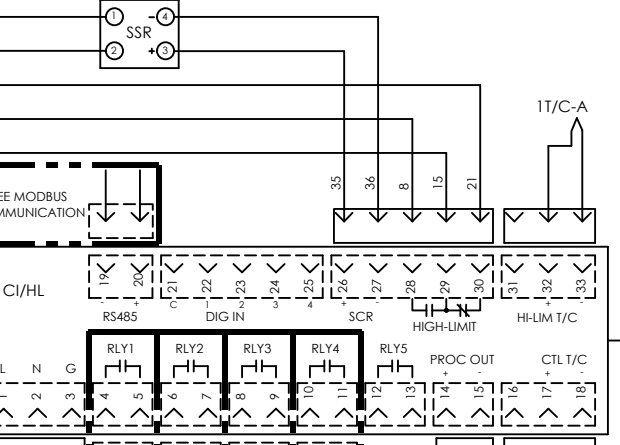 1 - 4
SSR
2 + 3
1T/C-A
35 36 8 15 21
EE MODBUS
MMUNICATION
CI/HL
19 20 21 22 23 24 25 26 27 28 29 30 31 32 33
- + C 1 2 3 4 + - + -
RS485 DIG IN SCR HIGH-LIMIT HI-LIM T/C
RLY1 RLY2 RLY3 RLY4 RLY5
PROC OUT CTL T/C
L N G + - + -
1 2 3 4 5 6 7 8 9 10 11 12 13 14 15 16 17 18